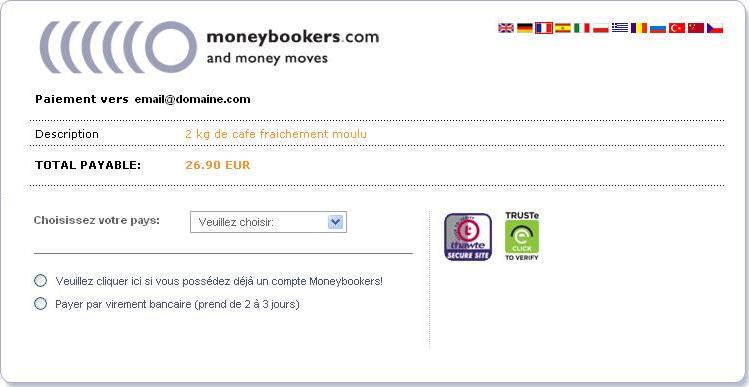 moneybookers.com
and money moves
Paiement vers email@domaine.com
Description 2 kg de cafe fraichement moulu
TOTAL PAYABLE: 26.90 EUR
Choisissez votre pays: Veuillez choisir:
Veuillez cliquer ici si vous possédez déjà un compte Moneybookers!
Payer par virement bancaire (prend de 2 à 3 jours)
thawte
SECURE SITE
TRUSTe
CLICK
TO VERIFY